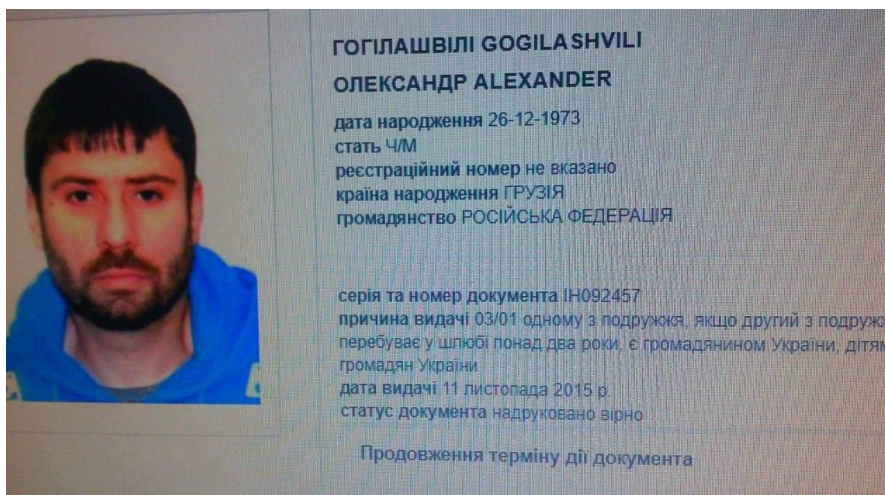 ГОГІЛАШВІЛІ GOGILASHVILI
ОЛЕКСАНДР ALEXANDER
дата народження 26-12-1973
стать Ч/М
реєстраційний номер не вказано
країна народження ГРУЗІЯ
громадянство РОСІЙСЬКА ФЕДЕРАЦІЯ
серія та номер документа ІН092457
причина видачі 03/01 одному з подружжя, якщо другий з
перебуває у шлюбі понад два роки, є громадянином України,
громадян України
дата видачі 11 листопада 2015 р.
статус документа надруковано вірно
Продовження терміну дії документа